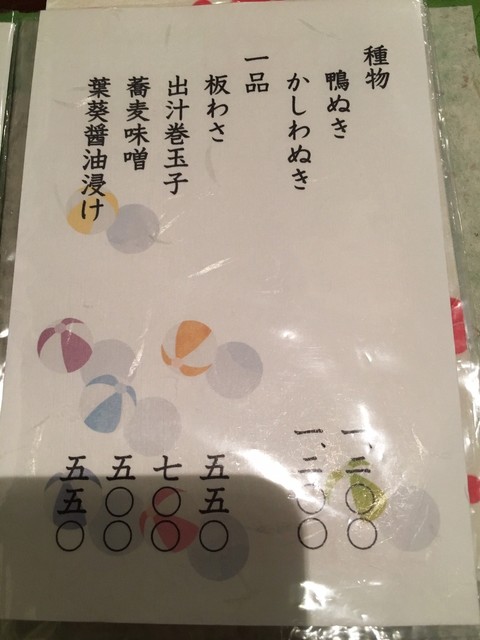 種物
鴨ぬき 一、三〇〇
かしわぬき 一、二〇〇
一品
板わさ 五五〇
出汁巻玉子 七〇〇
蕎麦味噌 五〇〇
葉葵醤油浸け 五五〇